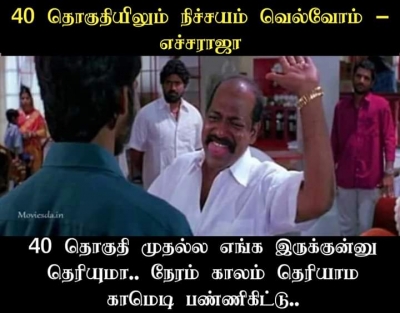 40 தொகுதியிலும் நிச்சயம் வெல்வோம் –
எச்சராஜா
Moviesda.in
40 தொகுதி முதல்ல எங்க இருக்குன்னு
தெரியுமா.. நேரம் காலம் தெரியாம
காமெடி பண்ணிகிட்டு..